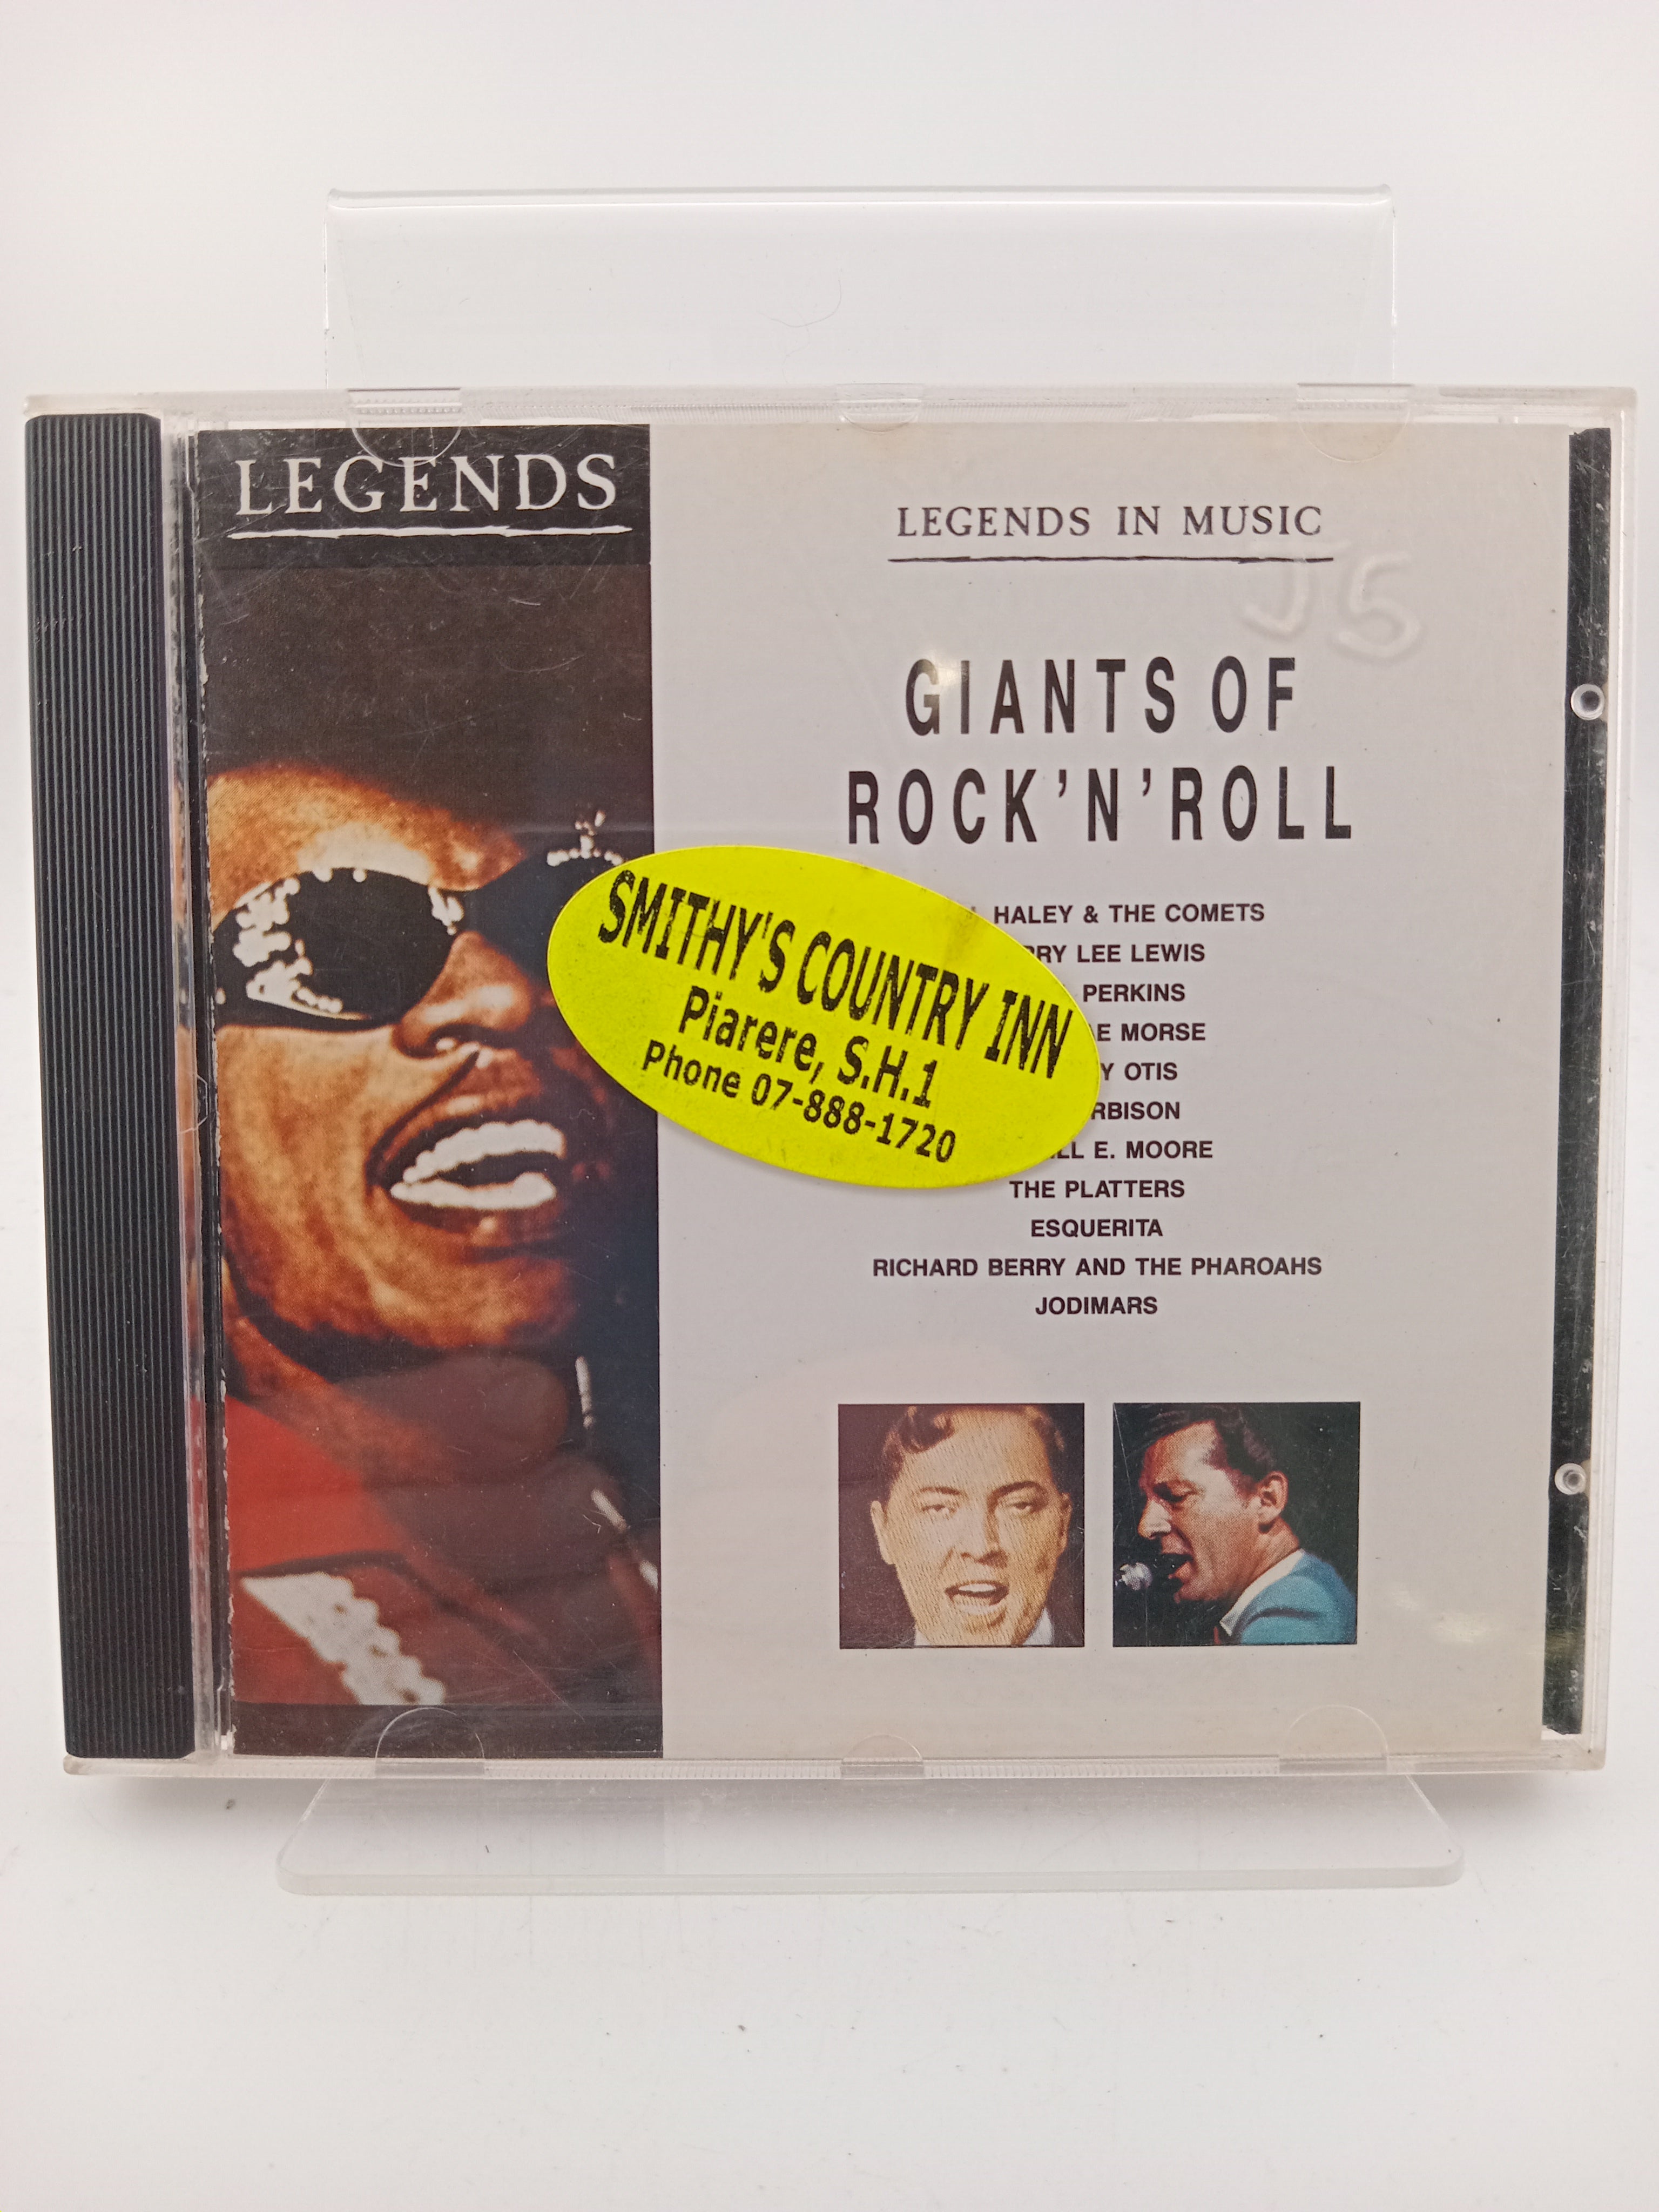 LEGENDS
LEGENDS IN MUSIC
J5
GIANTS OF
ROCK'N'ROLL
HALEY & THE COMETS
RY LEE LEWIS
PERKINS
E MORSE
Y OTIS
RBISON
LL E. MOORE
THE PLATTERS
ESQUERITA
RICHARD BERRY AND THE PHAROAHS
JODIMARS
SMITHY'S COUNTRY INN
Piarere, S.H.1
Phone 07-888-1720